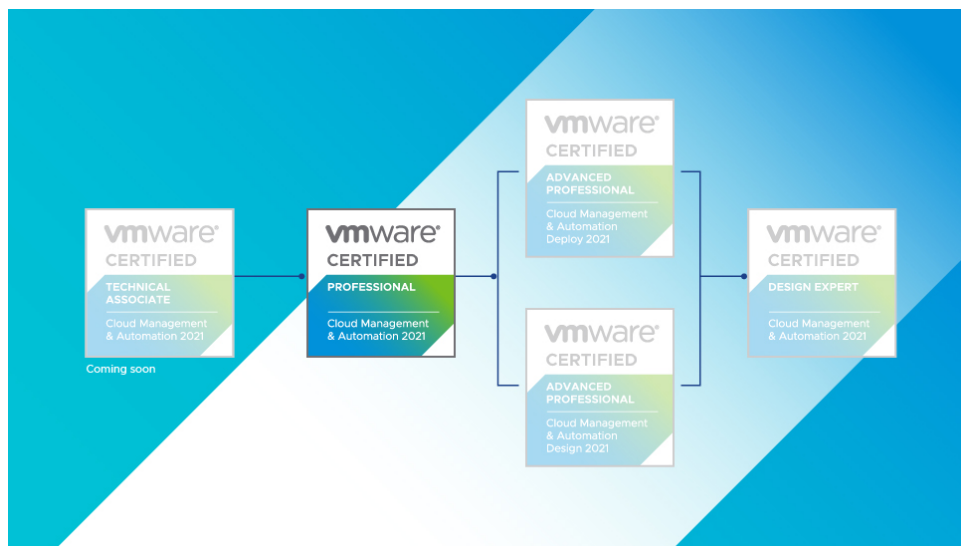 vmware®
CERTIFIED
TECHNICAL
ASSOCIATE
Cloud Management
& Automation 2021
Coming soon
vmware®
CERTIFIED
PROFESSIONAL
Cloud Management
& Automation 2021
vmware®
CERTIFIED
ADVANCED
PROFESSIONAL
Cloud Management
& Automation
Deploy 2021
vmware®
CERTIFIED
ADVANCED
PROFESSIONAL
Cloud Management
& Automation
Design 2021
vmware®
CERTIFIED
DESIGN EXPERT
Cloud Management
& Automation 2021